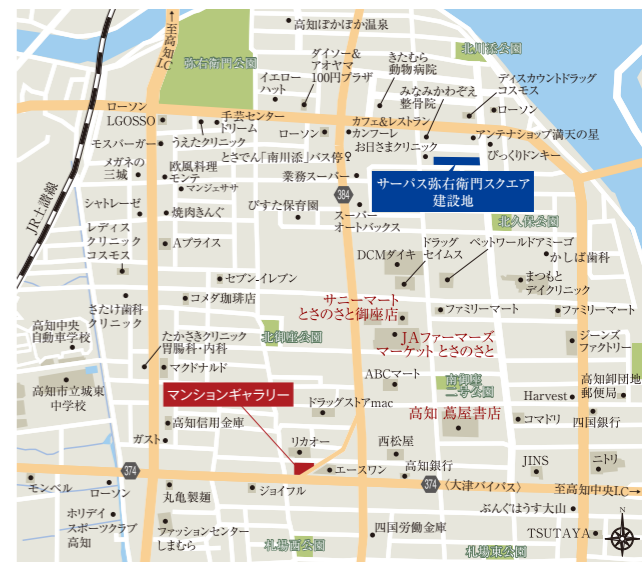 ↑至高知I.C
高知ぽかぽか温泉
弥右衛門公園
ダイソー&
アオヤマ
100円プラザ
きたむら
動物病院
北川添公園
イエロー
ハット
みなみかわぞえ
整骨院
ディスカウントドラッグ
コスモス
ローソン
LGOSSO
手芸センター
ドリーム
ローソン
カフェ&レストラン
カンフーレ
ローソン
モスバーガー
うえたクリニック
アンテナショップ満天の星
とさでん「南川添」バス停
お日さまクリニック
びっくりドンキー
メガネの
三城
欧風料理
モンテ
マンジェササ
業務スーパー
サーパス弥右衛門スクエア
建設地
JR土讃線
384
シャトレーゼ
焼肉きんぐ
びすた保育園
スーパー
オートバックス
北久保公園
レディス
クリニック
コスモス
Aプライス
DCMダイキ
ドラッグ
セイムス
ペットワールドアミーゴ
かしば歯科
セブン-イレブン
まつもと
デイクリニック
さたけ歯科
クリニック
コメダ珈琲店
サニーマート
とさのさと御座店
ファミリーマート
ファミリーマート
高知中央
自動車学校
たかさきクリニック
胃腸科・内科
北御座公園
JAファーマーズ
マーケット とさのさと
ジーンズ
ファクトリー
マクドナルド
ABCマート
高知市立城東
中学校
マンションギャラリー
南御座
二号公園
高知卸団地
郵便局
Harvest
ドラッグストアmac
高知 蔦屋書店
コマドリ
四国銀行
高知信用金庫
ガスト
リカオー
西松屋
374
エースワン
高知銀行
JINS
ニトリ
モンベル
ローソン
丸亀製麺
ジョイフル
374
〈大津バイパス〉
至高知中央I.C→
ホリデイ
スポーツクラブ
高知
ファッションセンター
しまむら
札場西公園
四国労働金庫
ぶんぐはうす大山
札場東公園
TSUTAYA
N